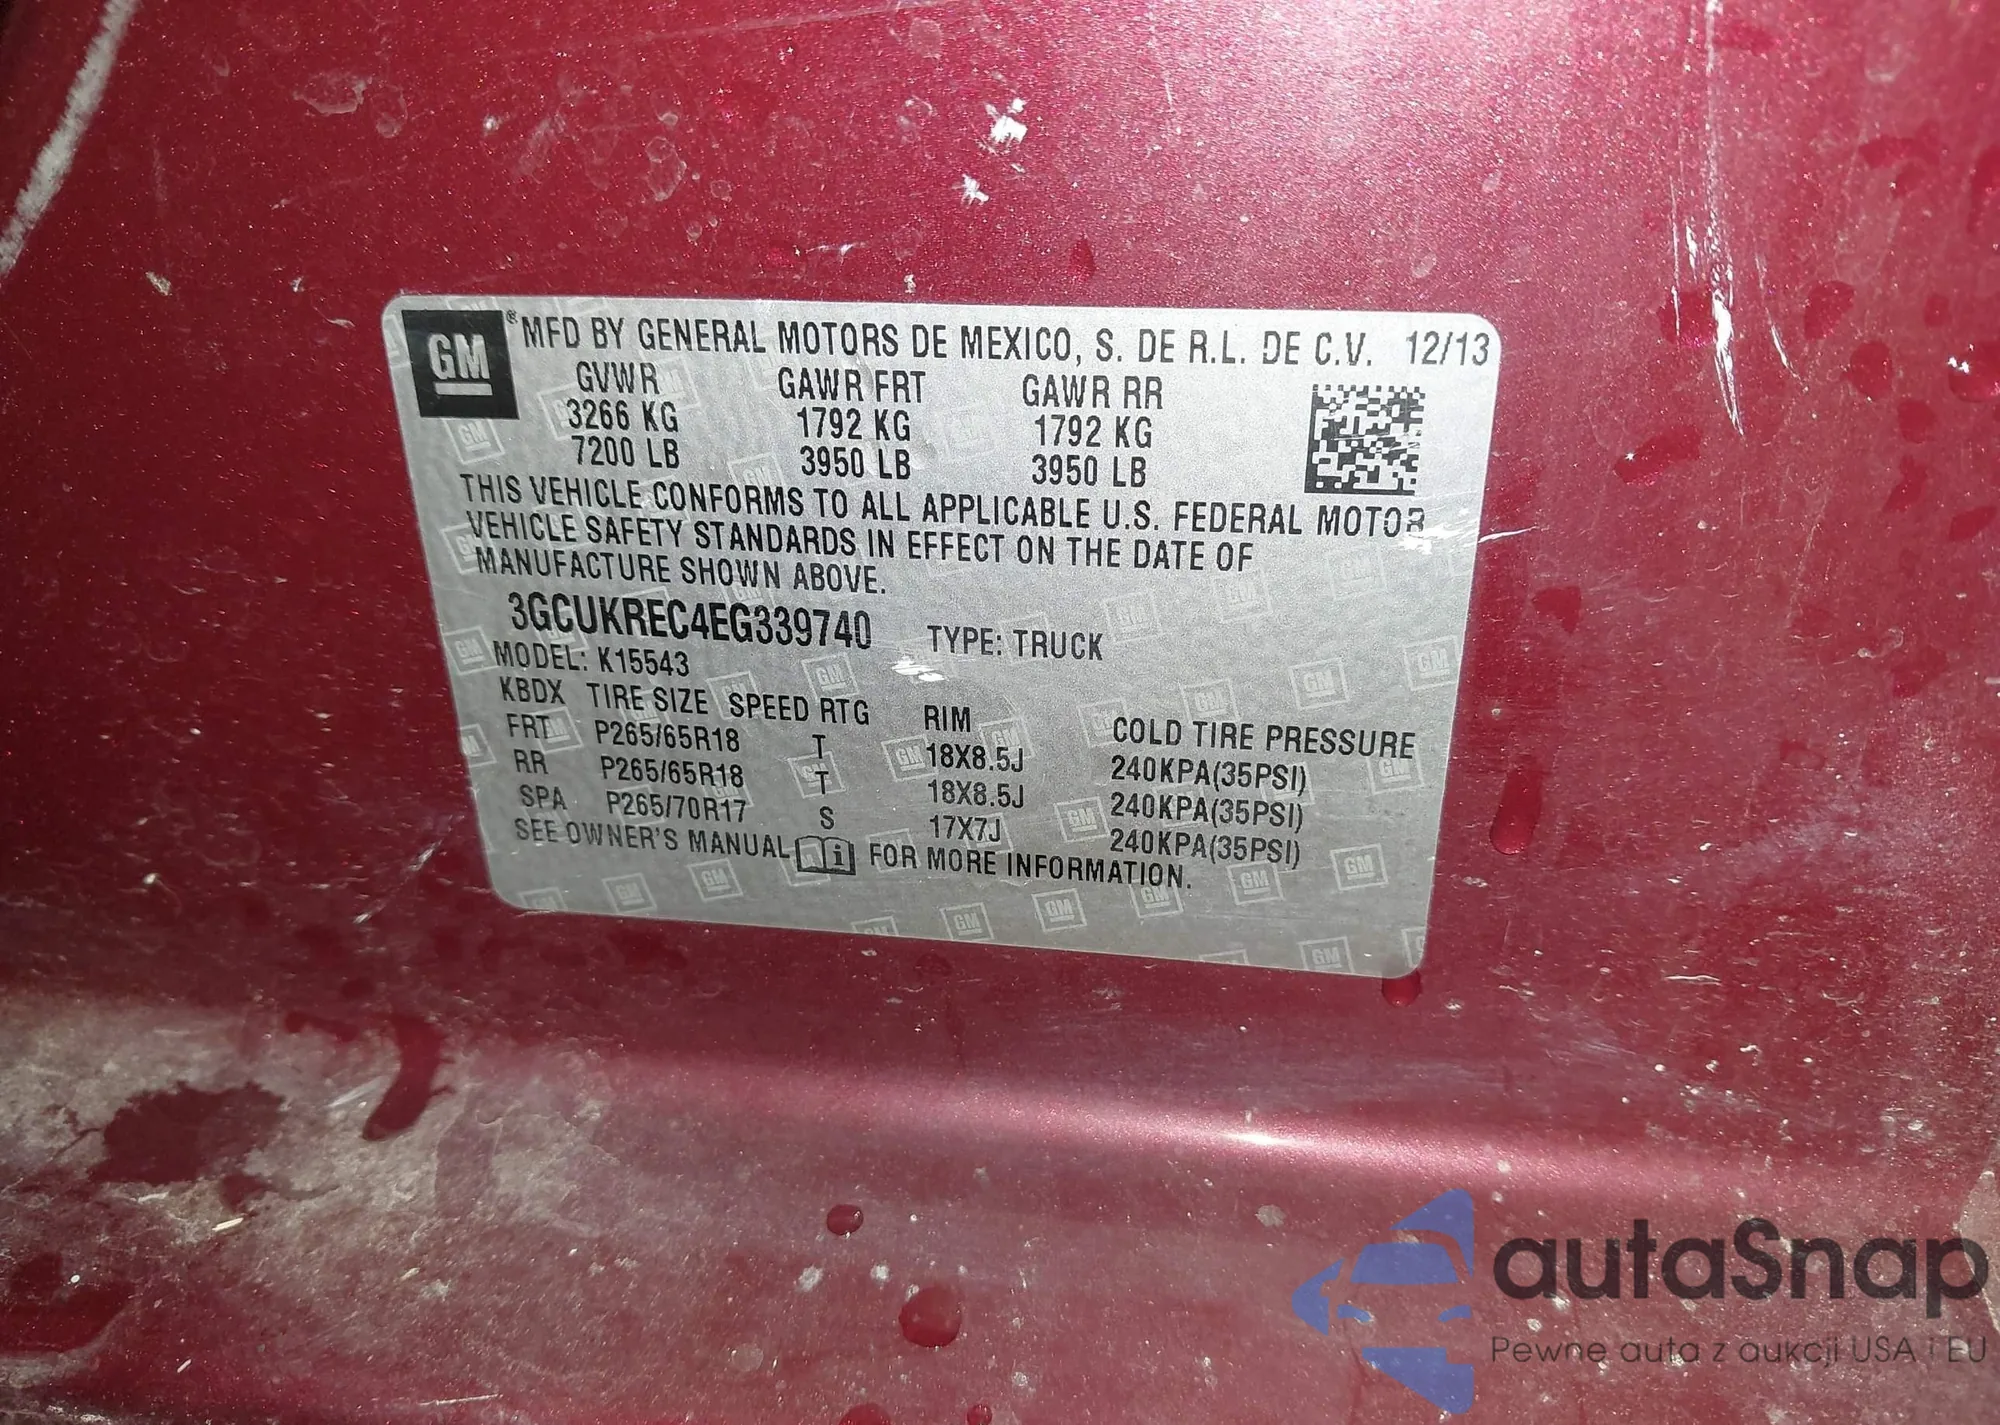 GM ® MFD BY GENERAL MOTORS DE MEXICO, S. DE R.L. DE C.V. 12/13
GVWR GAWR FRT GAWR RR
3266 KG 1792 KG 1792 KG
7200 LB 3950 LB 3950 LB
THIS VEHICLE CONFORMS TO ALL APPLICABLE U.S. FEDERAL MOTOR
VEHICLE SAFETY STANDARDS IN EFFECT ON THE DATE OF
MANUFACTURE SHOWN ABOVE.
3GCUKREC4EG339740 TYPE: TRUCK
MODEL: K15543
KBDX TIRE SIZE SPEED RTG RIM COLD TIRE PRESSURE
FRT P265/65R18 T 18X8.5J 240KPA(35PSI)
RR P265/65R18 T 18X8.5J 240KPA(35PSI)
SPA P265/70R17 S 17X7J 240KPA(35PSI)
SEE OWNER'S MANUAL i FOR MORE INFORMATION.
autaSnap
Pewne auta z aukcji USA i EU